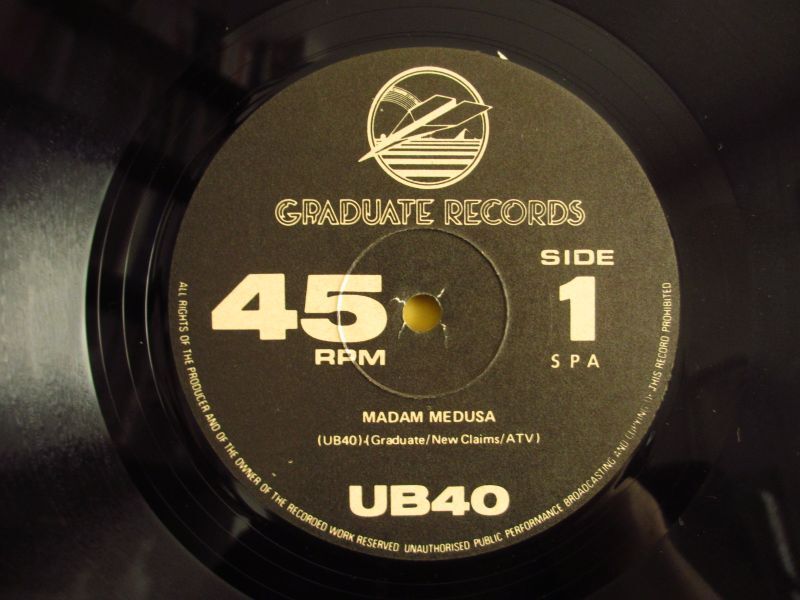 GRADUATE RECORDS
45
RPM
SIDE
1
SPA
MADAM MEDUSA
(UB40)-(Graduate/New Claims/ATV)
UB40
ALL RIGHTS OF THE PRODUCER AND OF THE OWNER OF THE RECORDED WORK RESERVED UNAUTHORISED PUBLIC PERFORMANCE BROADCASTING AND COPYING OF THIS RECORD PROHIBITED